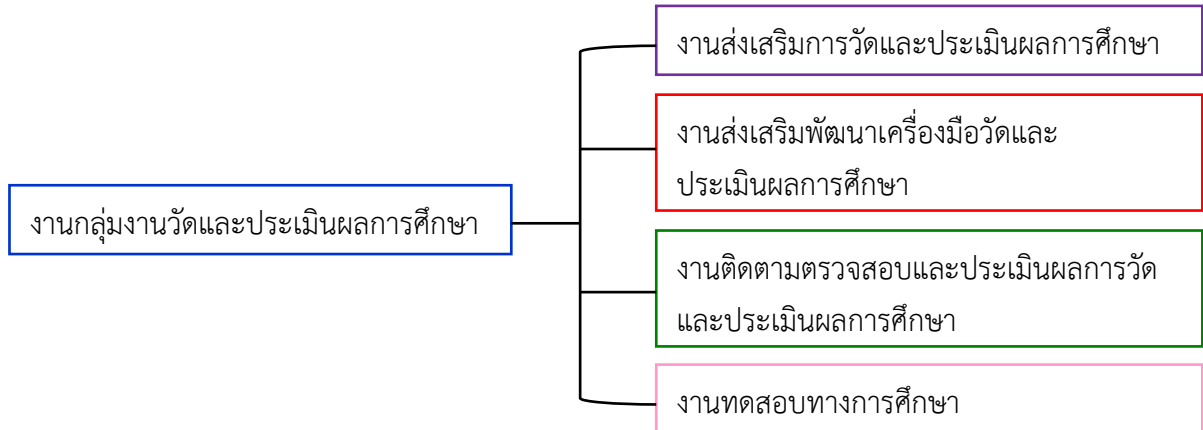 งานส่งเสริมการวัดและประเมินผลการศึกษา
งานส่งเสริมพัฒนาเครื่องมือวัดและ
ประเมินผลการศึกษา
งานกลุ่มงานวัดและประเมินผลการศึกษา
งานติดตามตรวจสอบและประเมินผลการวัด
และประเมินผลการศึกษา
งานทดสอบทางการศึกษา